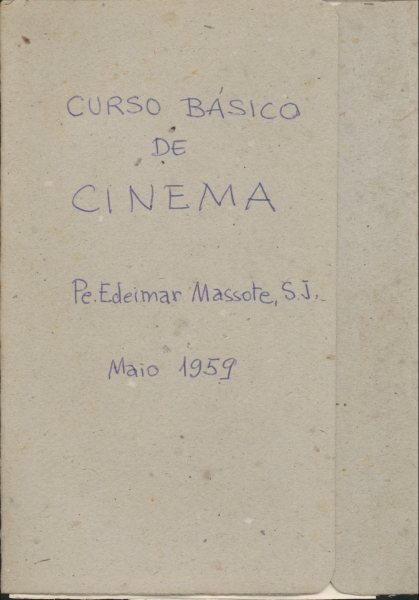 CURSO BÁSICO
DE
CINEMA
Pe. Edeimar Massote, S.J.
Maio 1959